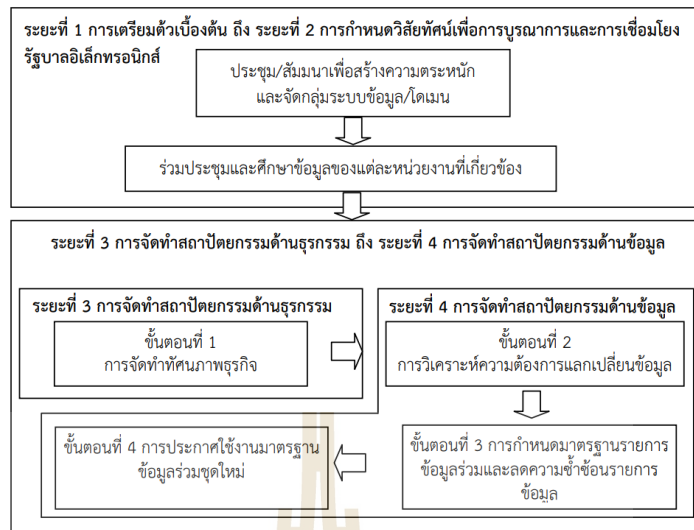 ระยะที่ 1 การเตรียมตัวเบื้องต้น ถึง ระยะที่ 2 การกำหนดวิสัยทัศน์เพื่อการบูรณาการและการเชื่อมโยง
รัฐบาลอิเล็กทรอนิกส์
ประชุม/สัมมนาเพื่อสร้างความตระหนัก
และจัดกลุ่มระบบข้อมูล/โดเมน
ร่วมประชุมและศึกษาข้อมูลของแต่ละหน่วยงานที่เกี่ยวข้อง
ระยะที่ 3 การจัดทำสถาปัตยกรรมด้านธุรกรรม ถึง ระยะที่ 4 การจัดทำสถาปัตยกรรมด้านข้อมูล
ระยะที่ 3 การจัดทำสถาปัตยกรรมด้านธุรกรรม
ขั้นตอนที่ 1
การจัดทำทัศนภาพธุรกิจ
ระยะที่ 4 การจัดทำสถาปัตยกรรมด้านข้อมูล
ขั้นตอนที่ 2
การวิเคราะห์ความต้องการแลกเปลี่ยนข้อมูล
ขั้นตอนที่ 3 การกำหนดมาตรฐานรายการ
ข้อมูลร่วมและลดความซ้ำซ้อนรายการ
ข้อมูล
ขั้นตอนที่ 4 การประกาศใช้งานมาตรฐาน
ข้อมูลร่วมชุดใหม่